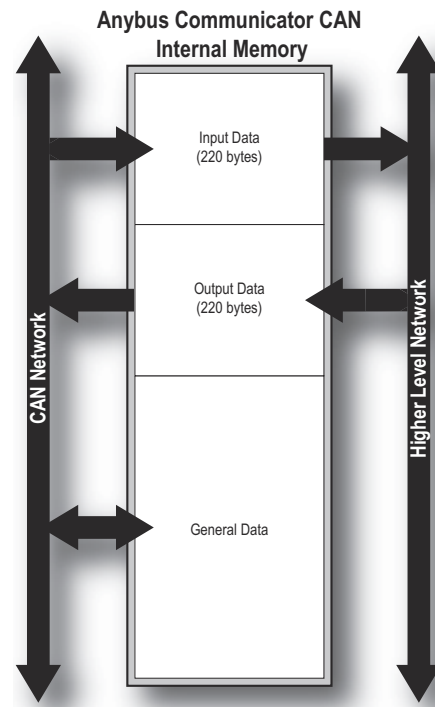 Anybus Communicator CAN
Internal Memory
Input Data
(220 bytes)
Output Data
(220 bytes)
General Data
CAN Network
Higher Level Network